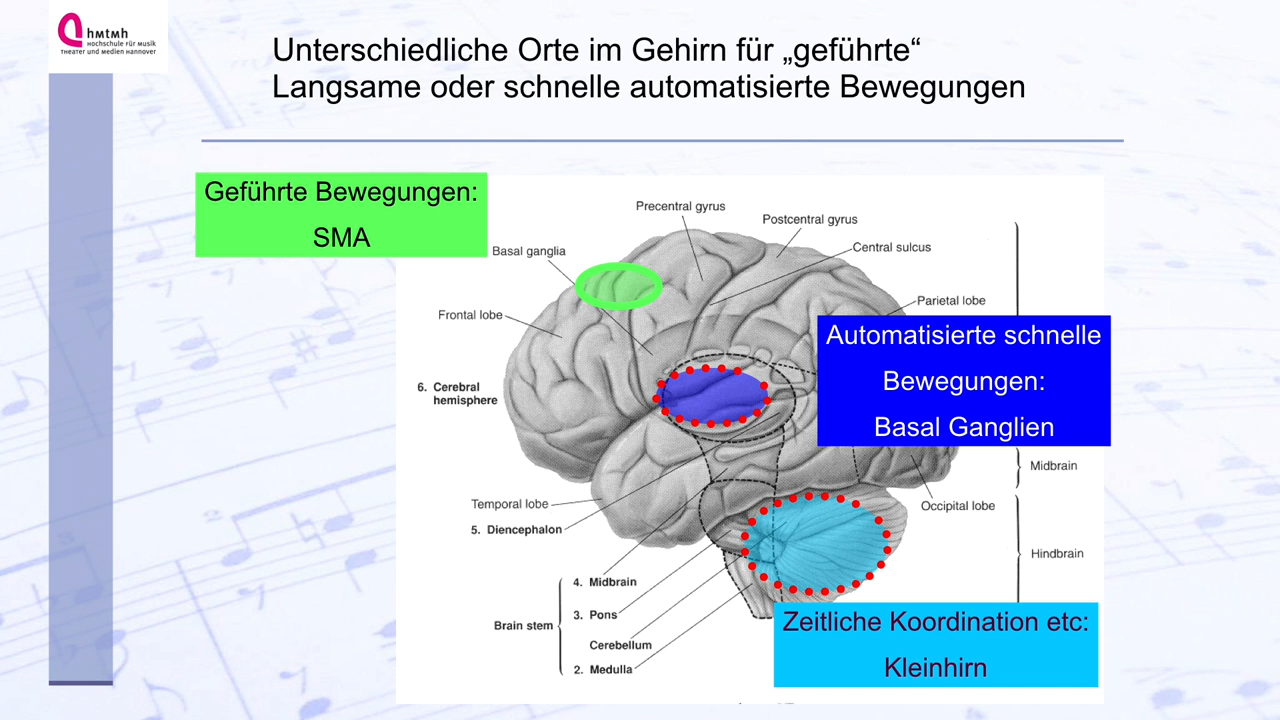 hmtmh
Hochschule für Musik
Theater und Medien Hannover
Unterschiedliche Orte im Gehirn für „geführte“
Langsame oder schnelle automatisierte Bewegungen
Geführte Bewegungen:
SMA
Precentral gyrus
Postcentral gyrus
Basal ganglia
Central sulcus
Parietal lobe
Frontal lobe
Automatisierte schnelle
Bewegungen:
Basal Ganglien
6. Cerebral
hemisphere
Midbrain
Temporal lobe
Occipital lobe
5. Diencephalon
Hindbrain
4. Midbrain
3. Pons
Brain stem
Cerebellum
2. Medulla
Zeitliche Koordination etc:
Kleinhirn